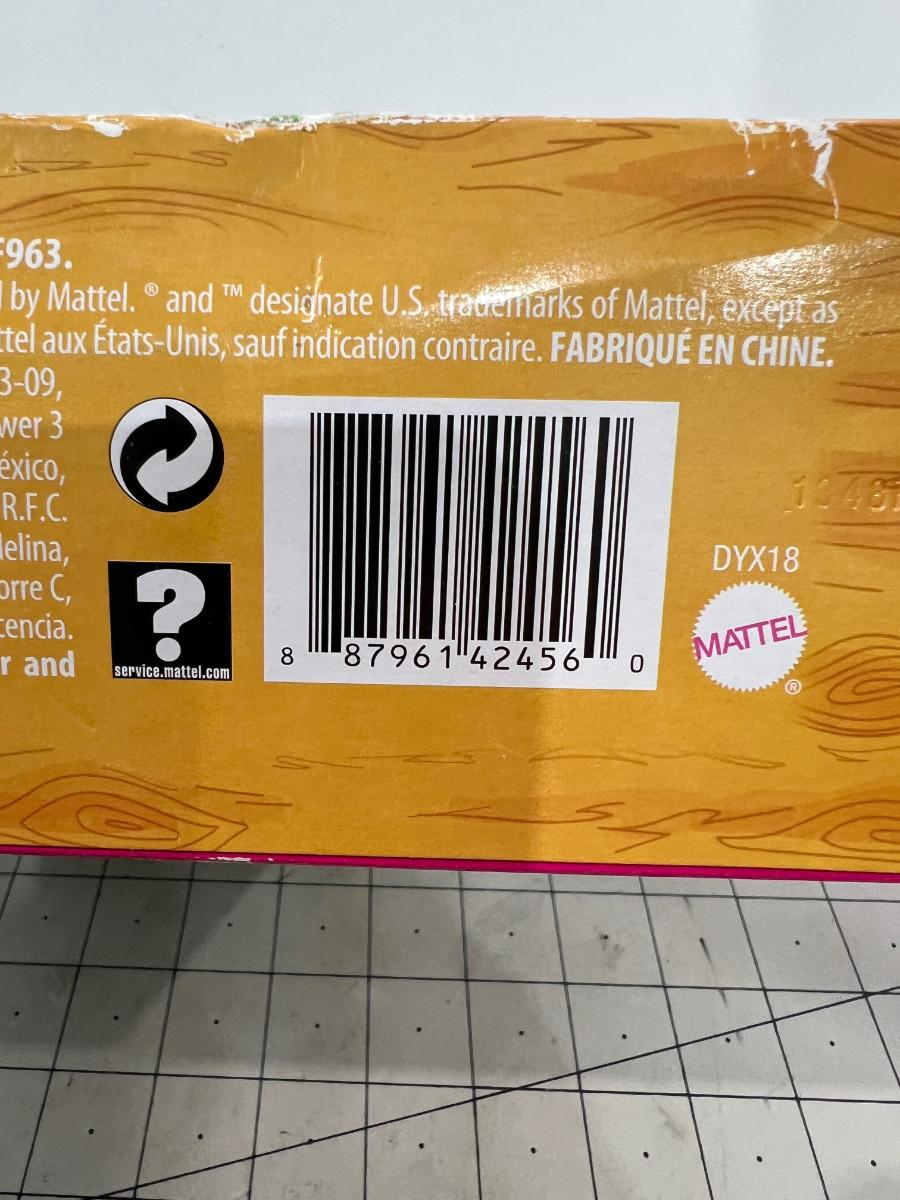 F963.
by Mattel. ® and ™ designate U.S. trademarks of Mattel, except as
ttel aux États-Unis, sauf indication contraire. FABRIQUÉ EN CHINE.
3-09,
wer 3
éxico,
R.F.C.
delina,
orre C,
cencia.
r and
service.mattel.com
8 87961 42456 0
DYX18
MATTEL
®